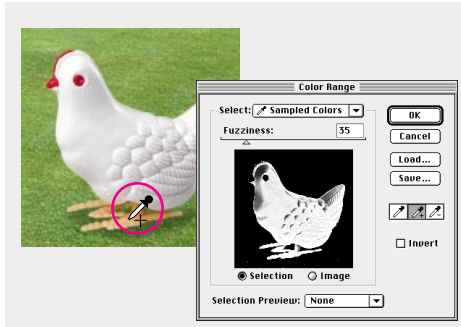 Color Range
Select: Sampled Colors
Fuzziness: 35
Selection Image
Selection Preview: None
OK
Cancel
Load...
Save...
Invert